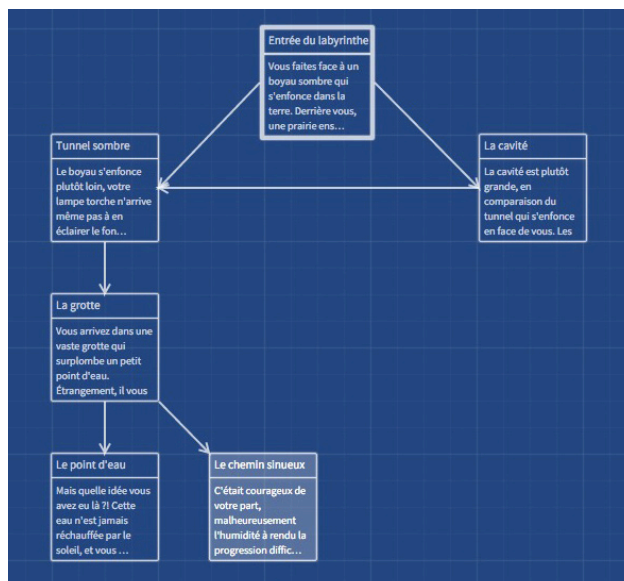 Entrée du labyrinthe
Vous faites face à un
boyau sombre qui
s'enfonce dans la
terre. Derrière vous,
une prairie ens...
Tunnel sombre
Le boyau s'enfonce
plutôt loin, votre
lampe torche n'arrive
même pas à en
éclairer le fon...
La cavité
La cavité est plutôt
grande, en
comparaison du
tunnel qui s'enfonce
en face de vous. Les
La grotte
Vous arrivez dans une
vaste grotte qui
surplombe un petit
point d'eau.
Étrangement, il vous
Le point d'eau
Mais quelle idée vous
avez eu là ?! Cette
eau n'est jamais
réchauffée par le
soleil, et vous ...
Le chemin sinueux
C'était courageux de
votre part,
malheureusement
l'humidité à rendu la
progression diffic...